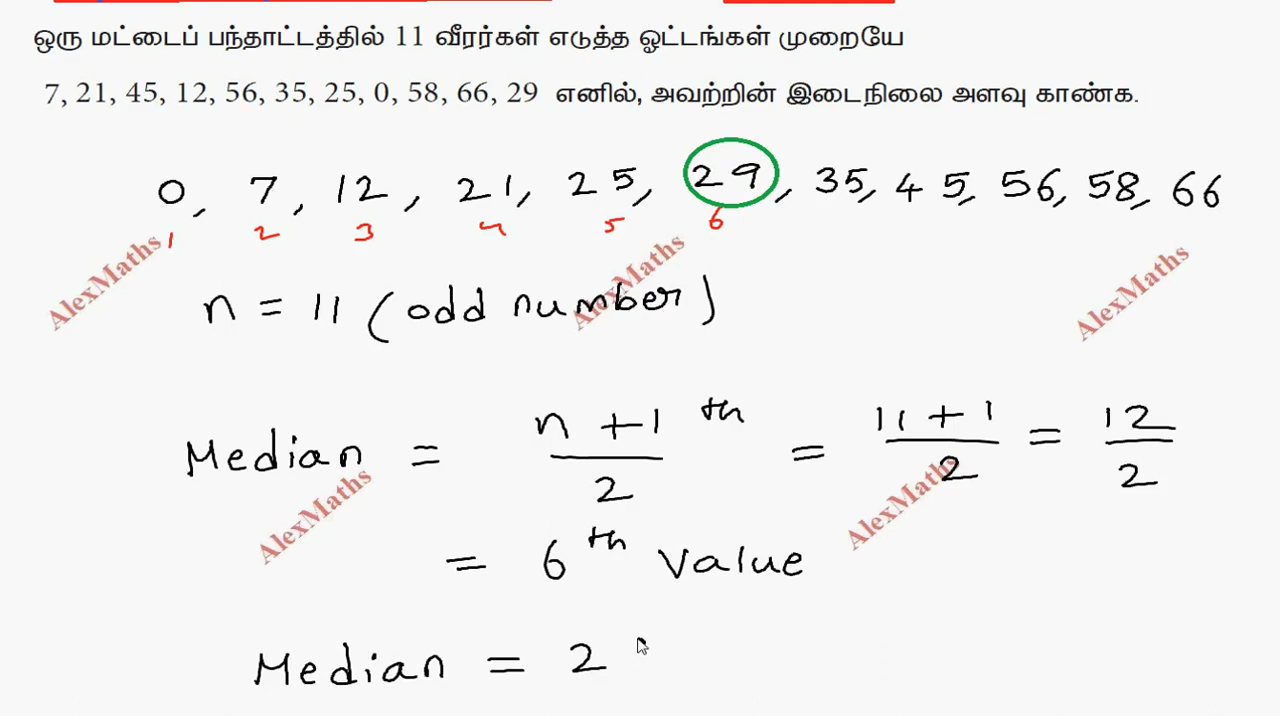 ஒரு மட்டைப் பந்தாட்டத்தில் 11 வீரர்கள் எடுத்த ஓட்டங்கள் முறையே
7, 21, 45, 12, 56, 35, 25, 0, 58, 66, 29 எனில், அவற்றின் இடைநிலை அளவு காண்க.
0, 7, 12, 21, 25, 29, 35, 45, 56, 58, 66
1 2 3 4 5 6
AlexMaths AlexMaths AlexMaths
n = 11 (odd number)
Median = n + 1 / 2 th = 11 + 1 / 2 = 12 / 2
AlexMaths AlexMaths
= 6th value
Median = 2